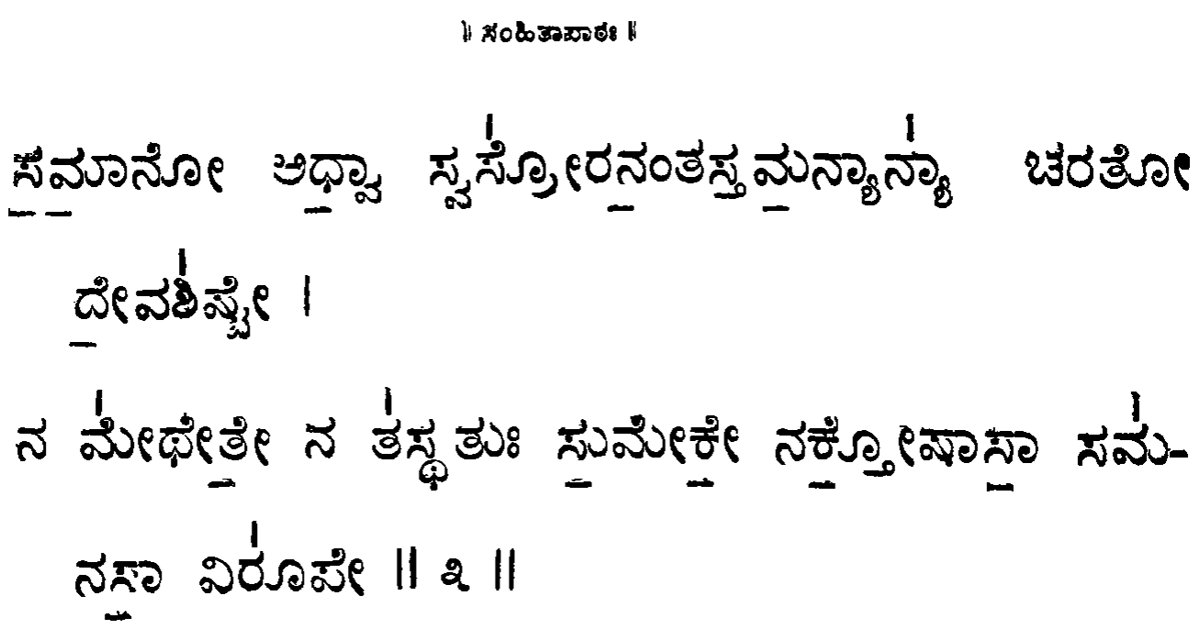 ॥ ಸಂಹಿತಾಪಾಠಃ ॥
ಸ॒ಮಾ॒ನೋ ಅಧ್ವಾ॒ ಸ್ವಸ್ರೋ॑ರನ॒ಂತಸ್ತಮ॒ನ್ಯಾನ್ಯಾ॑ ಚರತೋ
ದೇ॒ವಶಿ॑ಷ್ಟೇ ।
ನ ಮೇ॑ಥೇತೇ॒ ನ ತ॑ಸ್ಥತುಃ ಸು॒ಮೇಕೇ॒ ನಕ್ತೋ॒ಷಾಸಾ॒ ಸಮ॑-
ನಸಾ॒ ವಿರೂ॑ಪೇ ॥ ೩ ॥